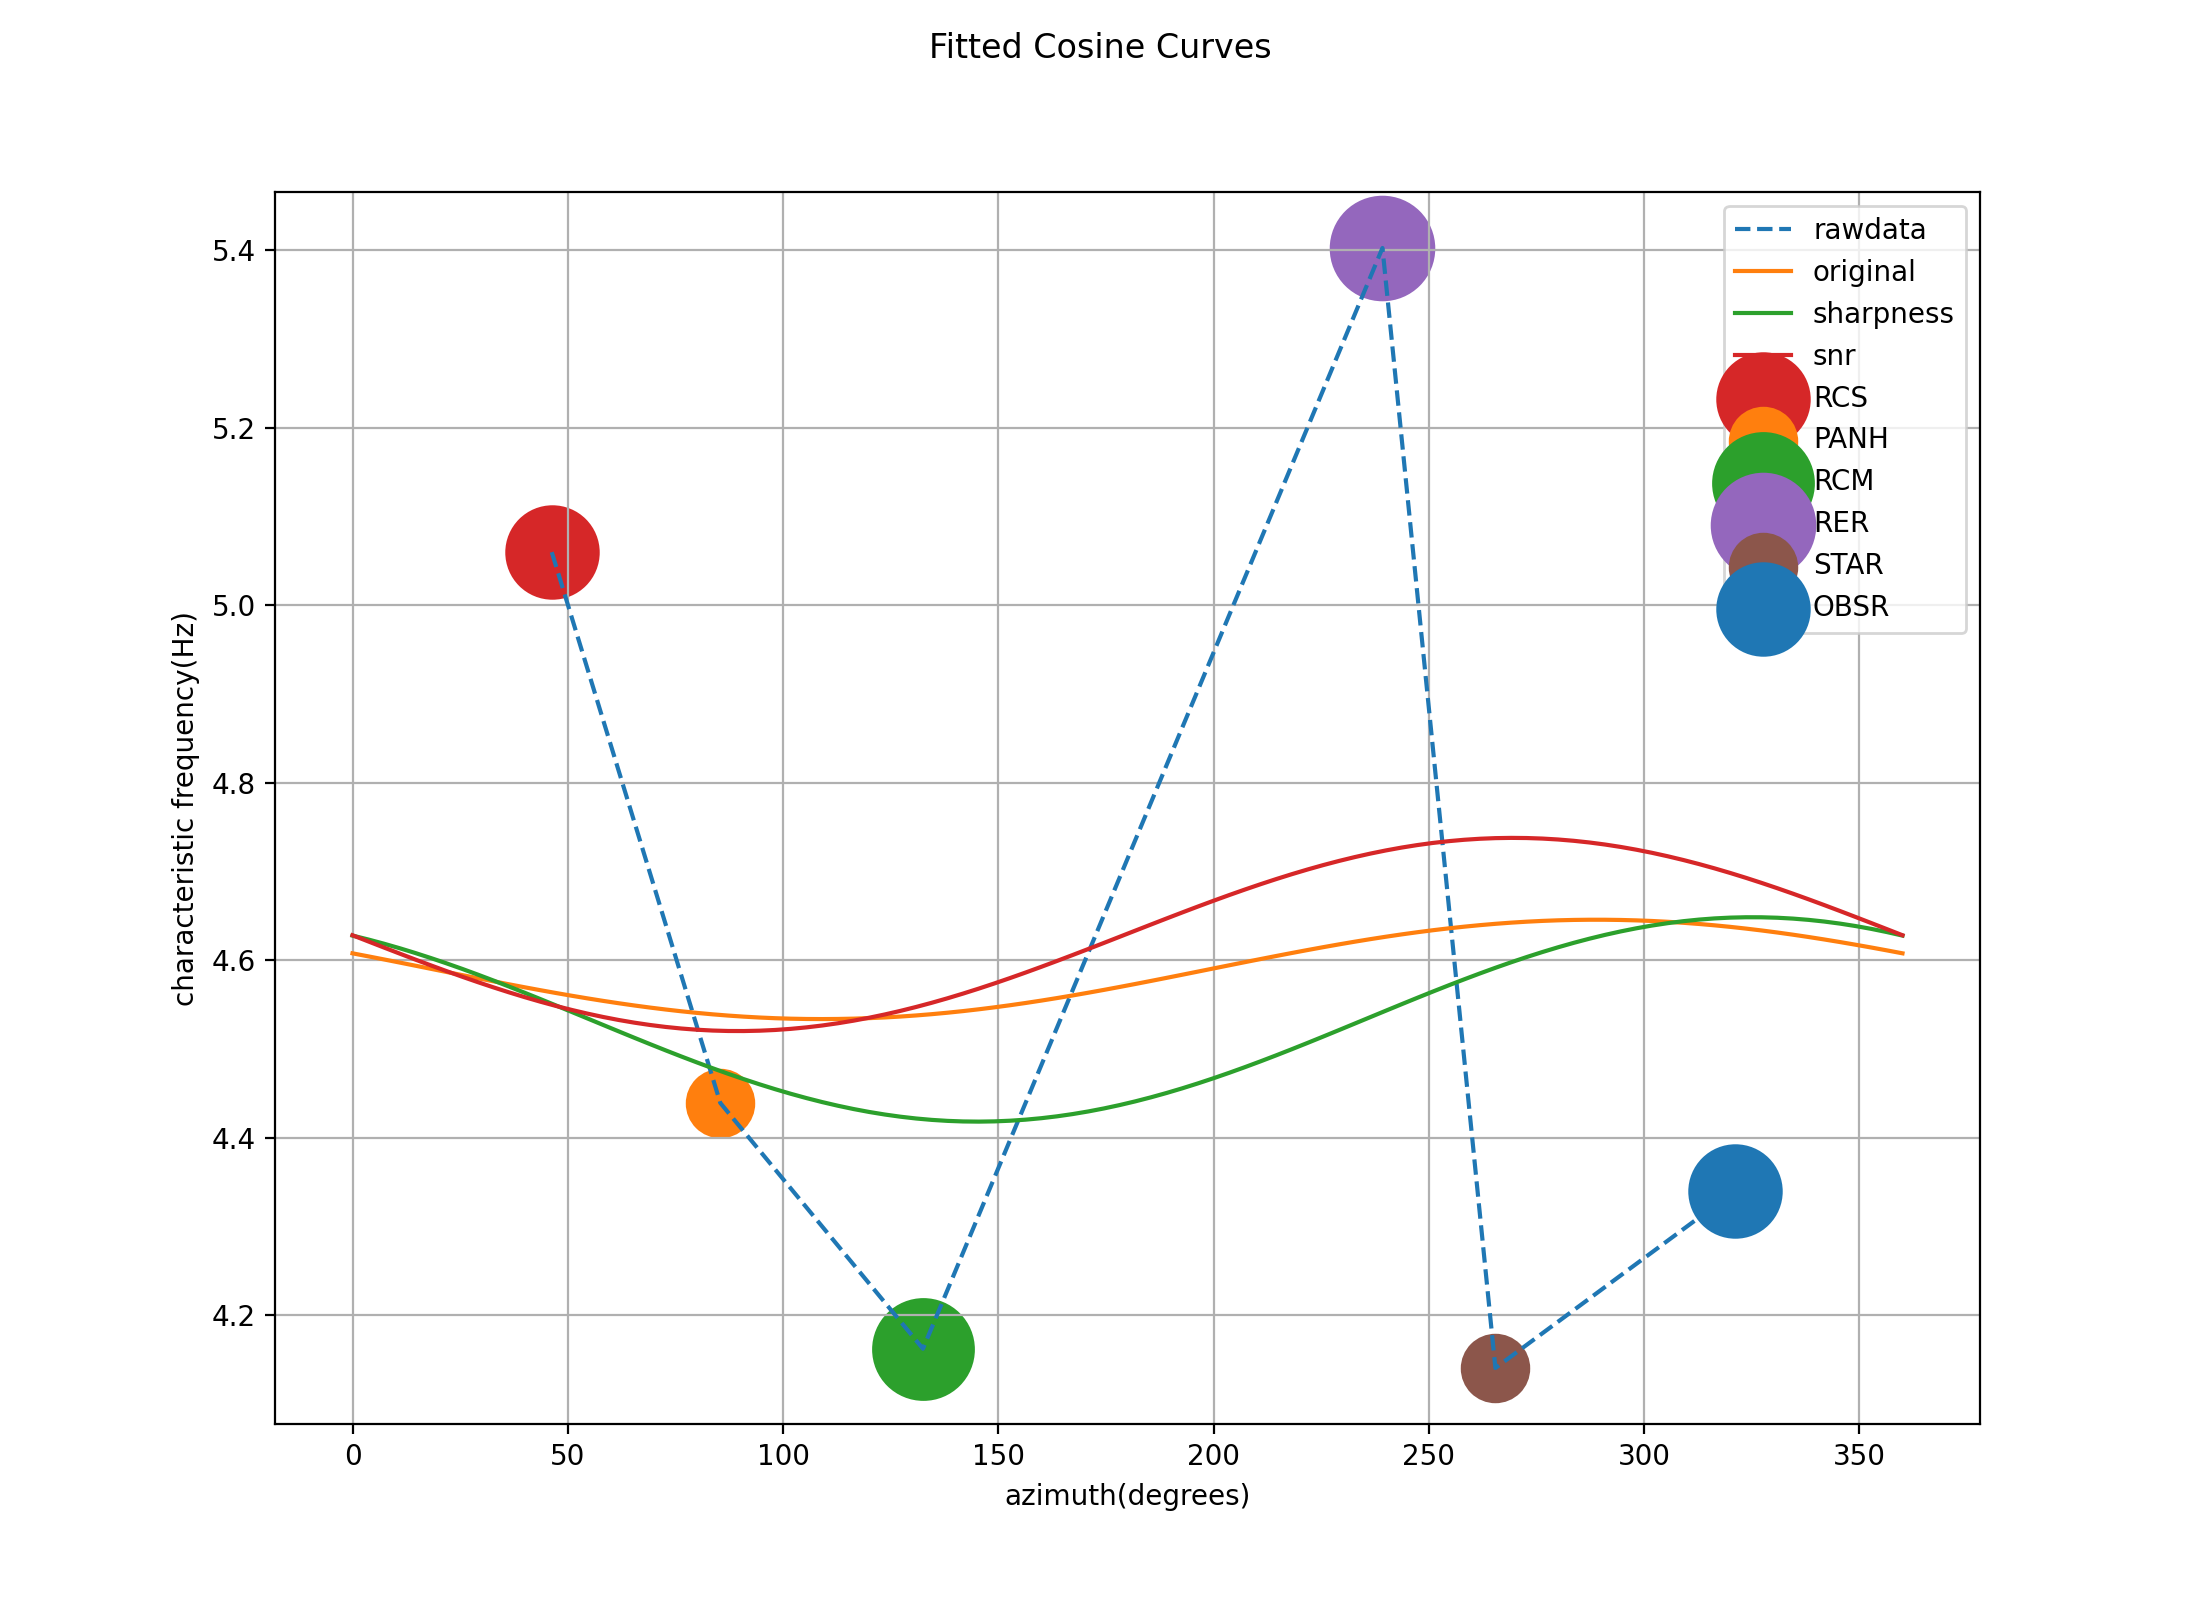 Fitted Cosine Curves
rawdata
original
sharpness
snr
RCS
PANH
RCM
RER
STAR
OBSR
characteristic frequency(Hz)
5.4
5.2
5.0
4.8
4.6
4.4
4.2
0 50 100 150 200 250 300 350
azimuth(degrees)